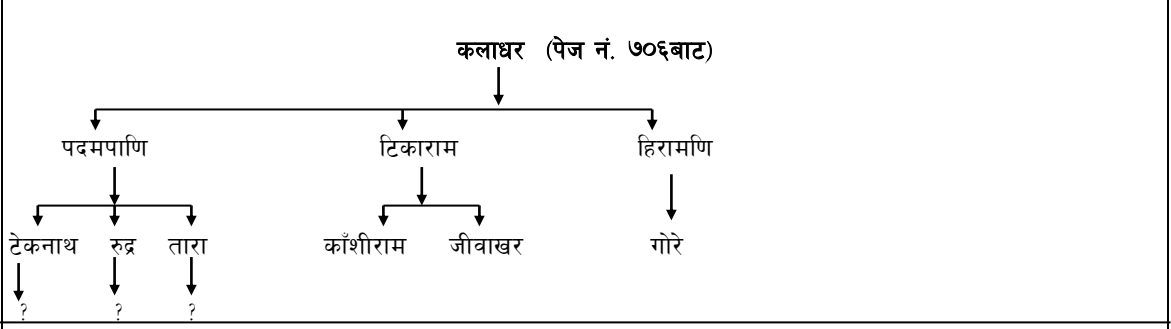 कलाधर (पेज नं. ७०६बाट)
पदमपाणि टिकाराम हिरामणि
टेकनाथ रुद्र तारा काँशीराम जीवाखर गोरे
? ? ?